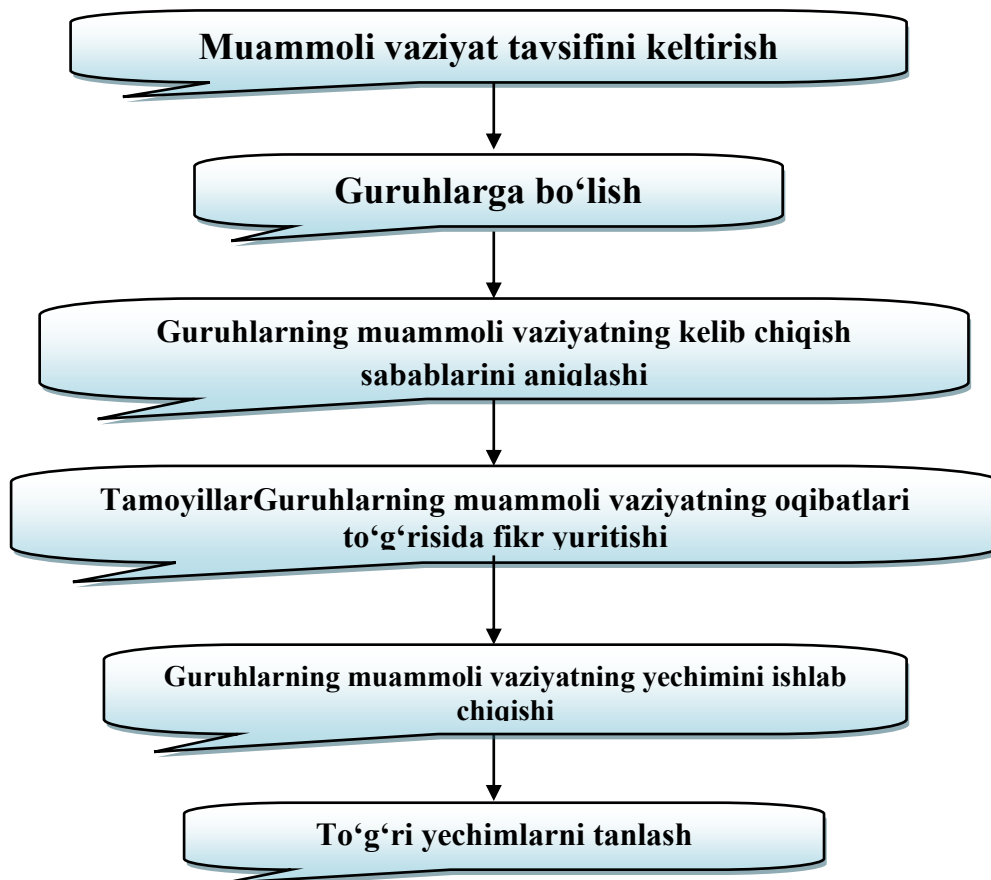 Muammoli vaziyat tavsifini keltirish
Guruhlarga bo‘lish
Guruhlarning muammoli vaziyatning kelib chiqish
sabablarini aniqlashi
TamoyillarGuruhlarning muammoli vaziyatning oqibatlari
to‘g‘risida fikr yuritishi
Guruhlarning muammoli vaziyatning yechimini ishlab
chiqishi
To‘g‘ri yechimlarni tanlash